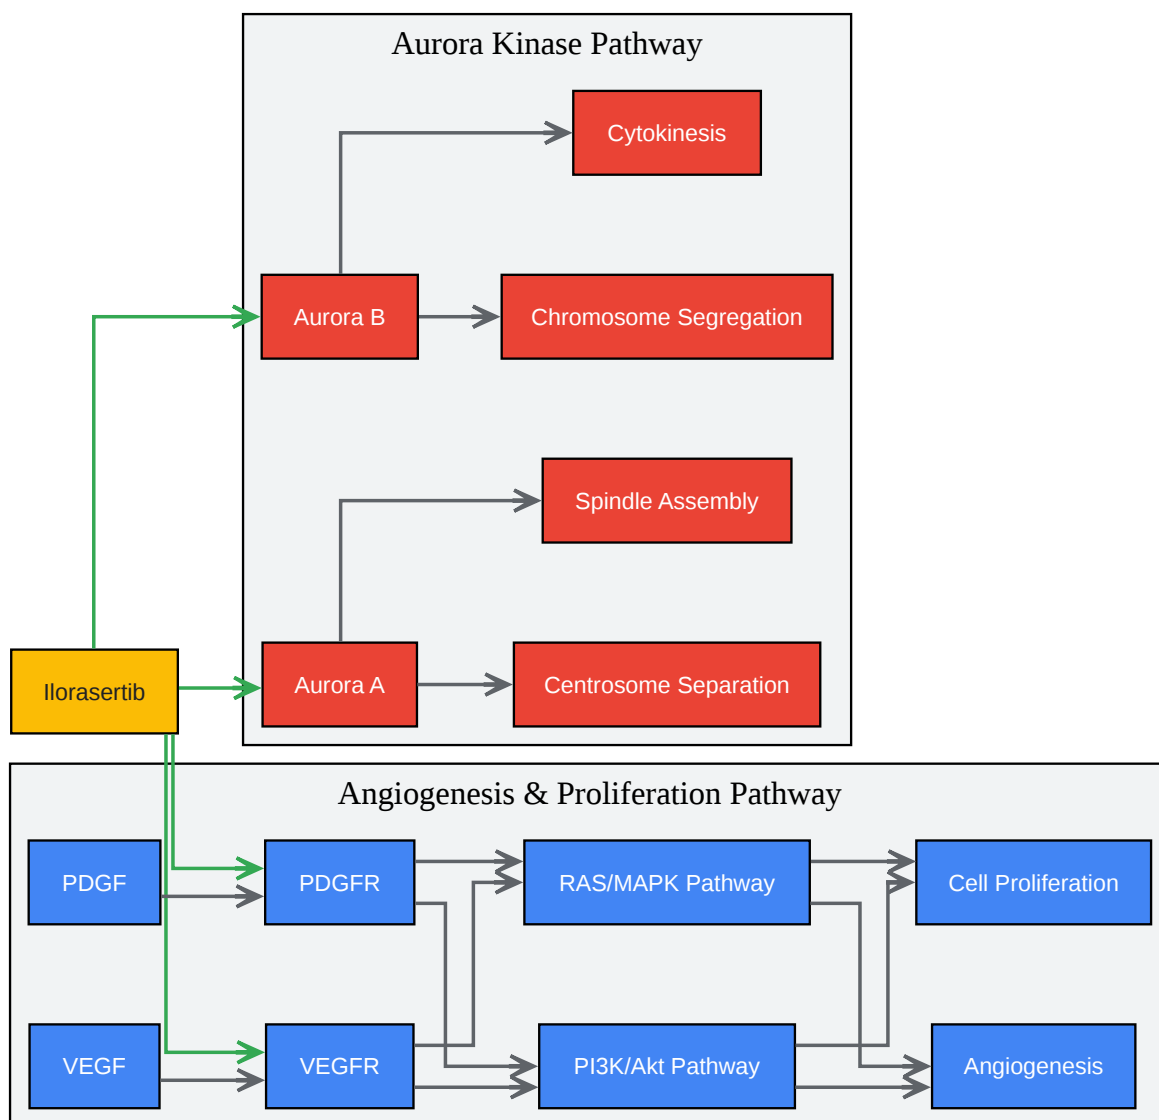 Aurora Kinase Pathway
Cytokinesis
Aurora B
Chromosome Segregation
Spindle Assembly
Ilorasertib
Aurora A
Centrosome Separation
Angiogenesis & Proliferation Pathway
PDGF
PDGFR
RAS/MAPK Pathway
Cell Proliferation
VEGF
VEGFR
PI3K/Akt Pathway
Angiogenesis